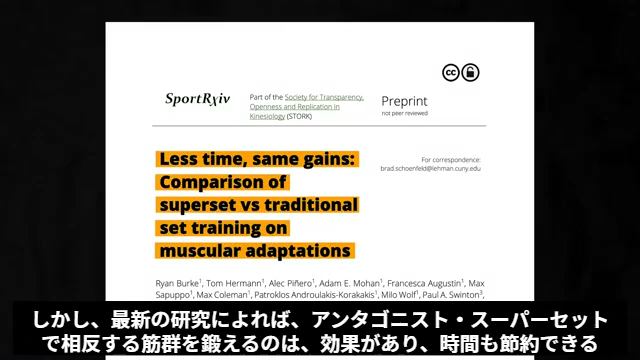 SportRχiv
Part of the Society for Transparency,
Openness and Replication in
Kinesiology (STORK)
cc
Preprint
not peer reviewed
Less time, same gains:
Comparison of
superset vs traditional
set training on
muscular adaptations
For correspondence:
brad.schoenfeld@lehman.cuny.edu
Ryan Burke¹, Tom Hermann¹, Alec Piñero¹, Adam E. Mohan¹, Francesca Augustin¹, Max
Sapuppo¹, Max Coleman¹, Patroklos Androulakis-Korakakis¹, Milo Wolf¹, Paul A. Swinton³,
しかし、最新の研究によれば、アンタゴニスト・スーパーセット
で相反する筋群を鍛えるのは、効果があり、時間も節約できる